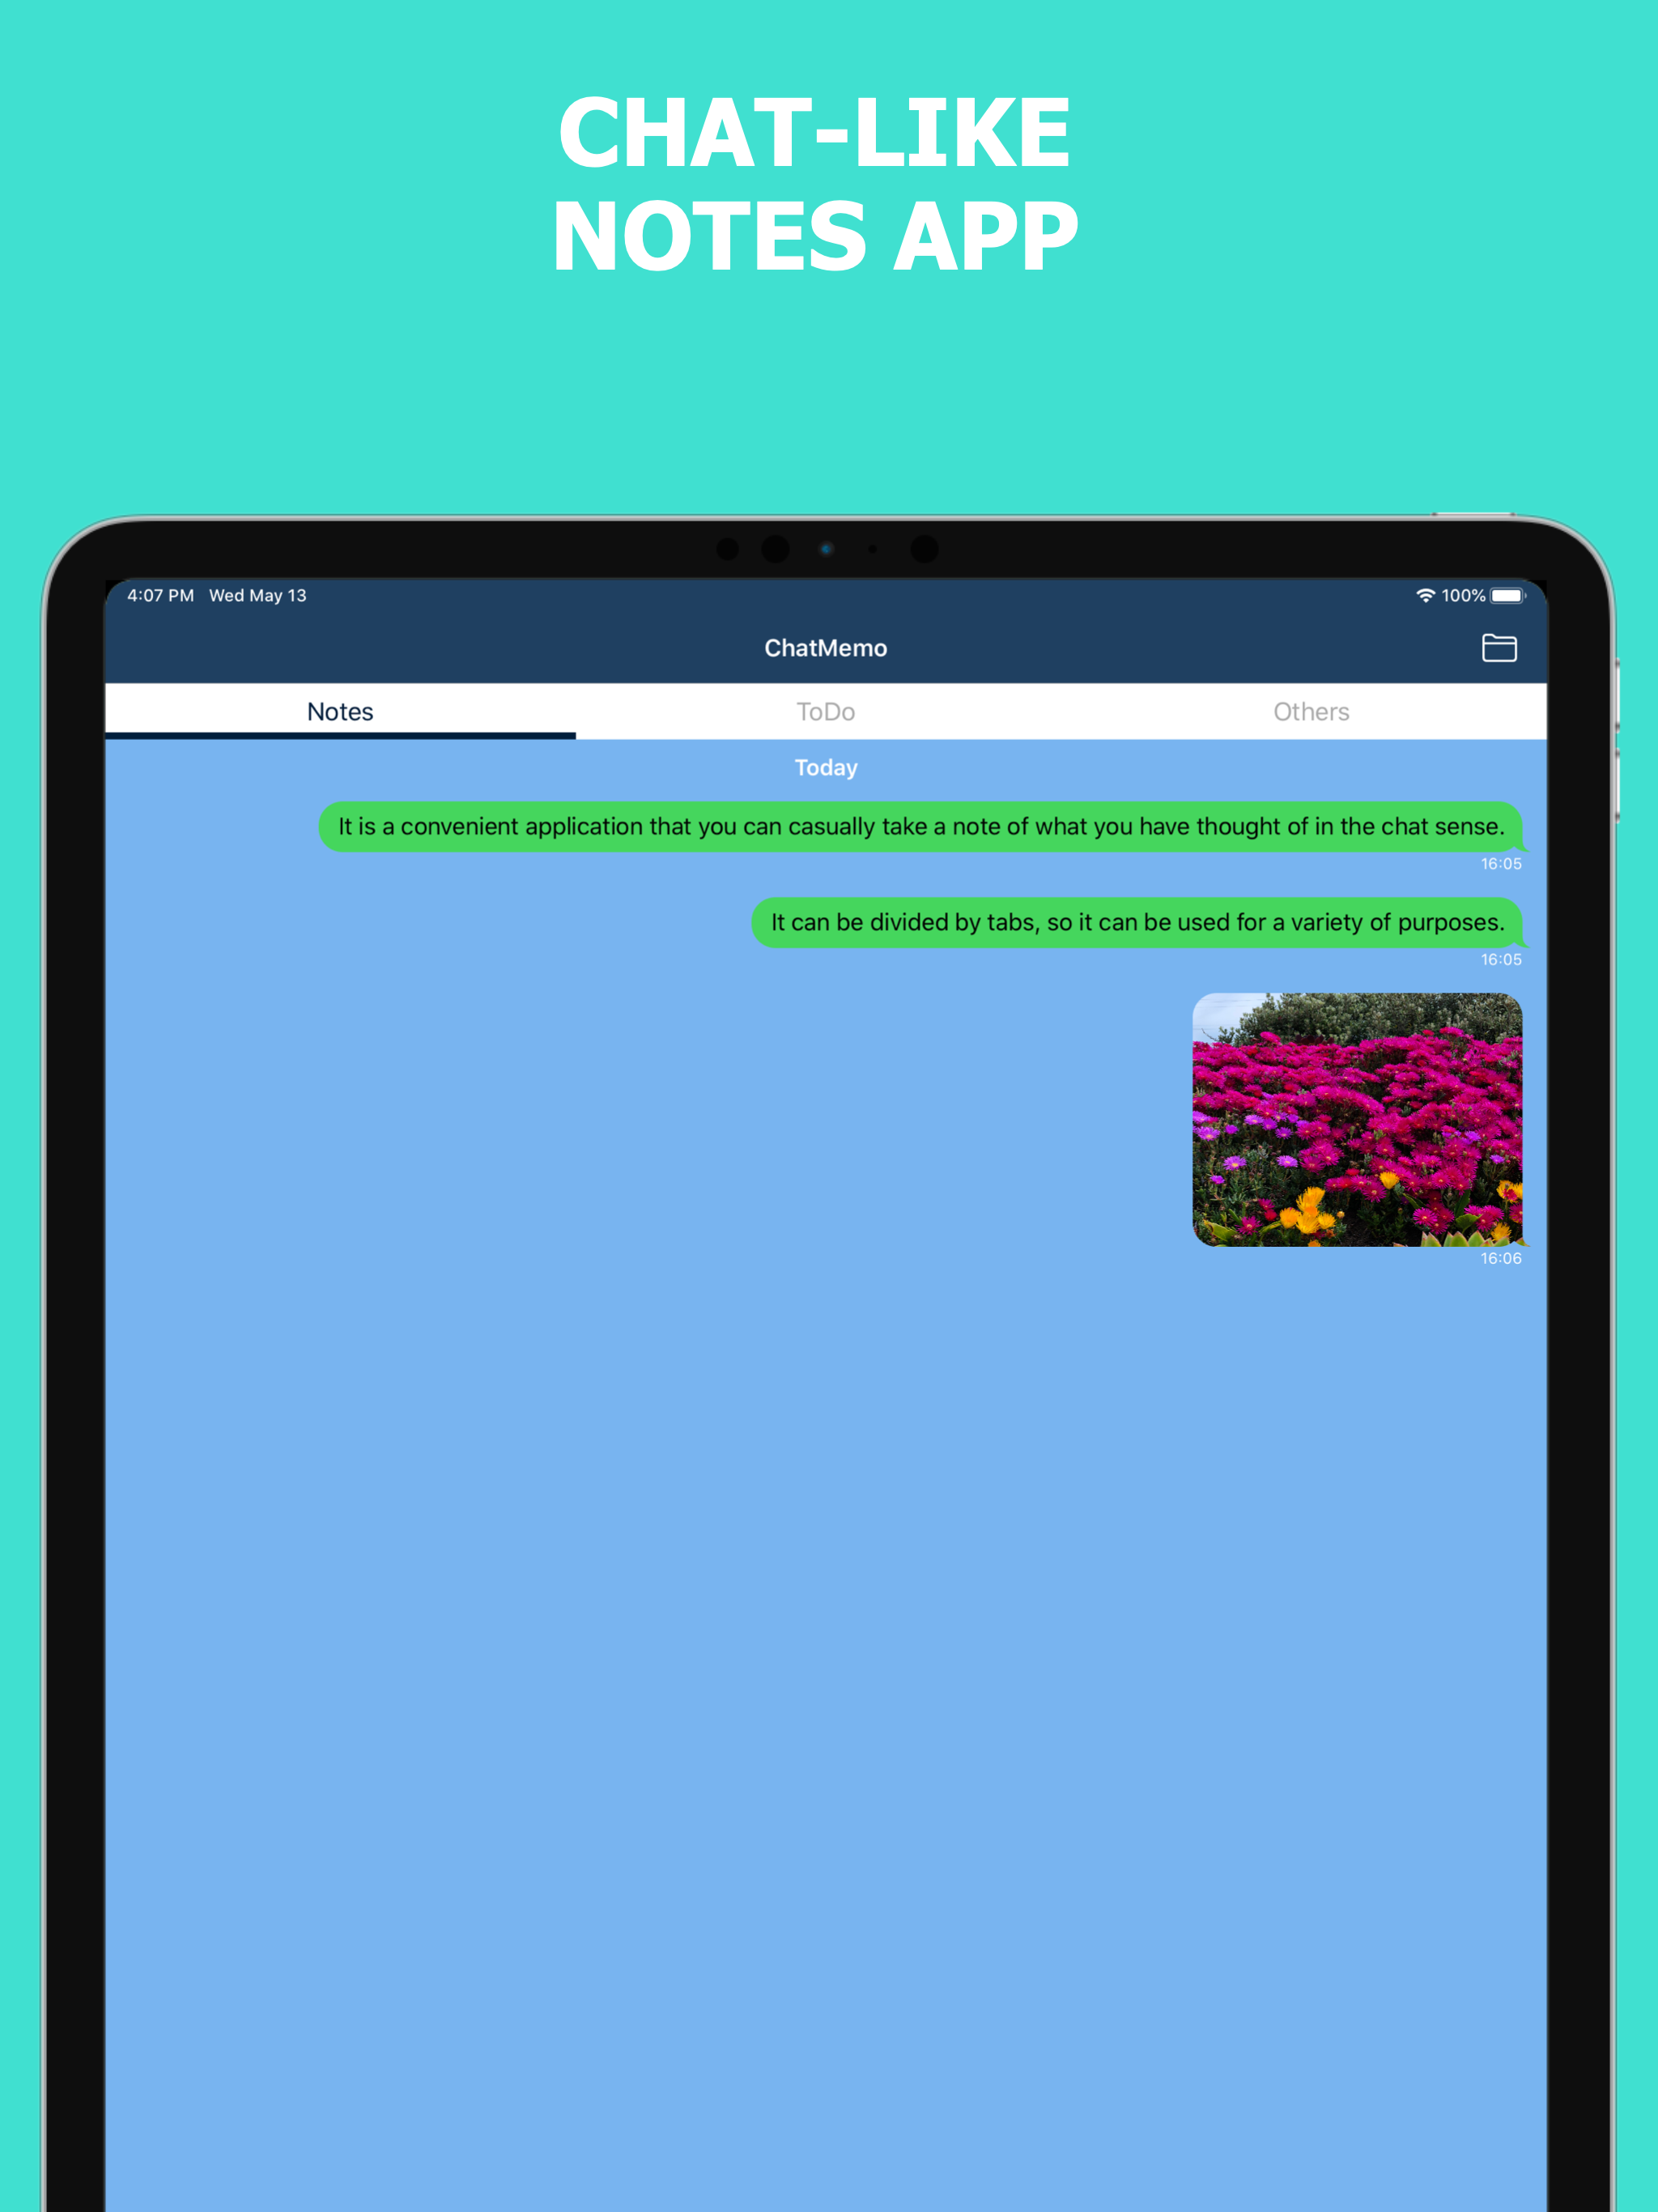 CHAT-LIKE
NOTES APP
4:07 PM Wed May 13
100%
ChatMemo
Notes
ToDo
Others
Today
It is a convenient application that you can casually take a note of what you have thought of in the chat sense.
16:05
It can be divided by tabs, so it can be used for a variety of purposes.
16:05
16:06